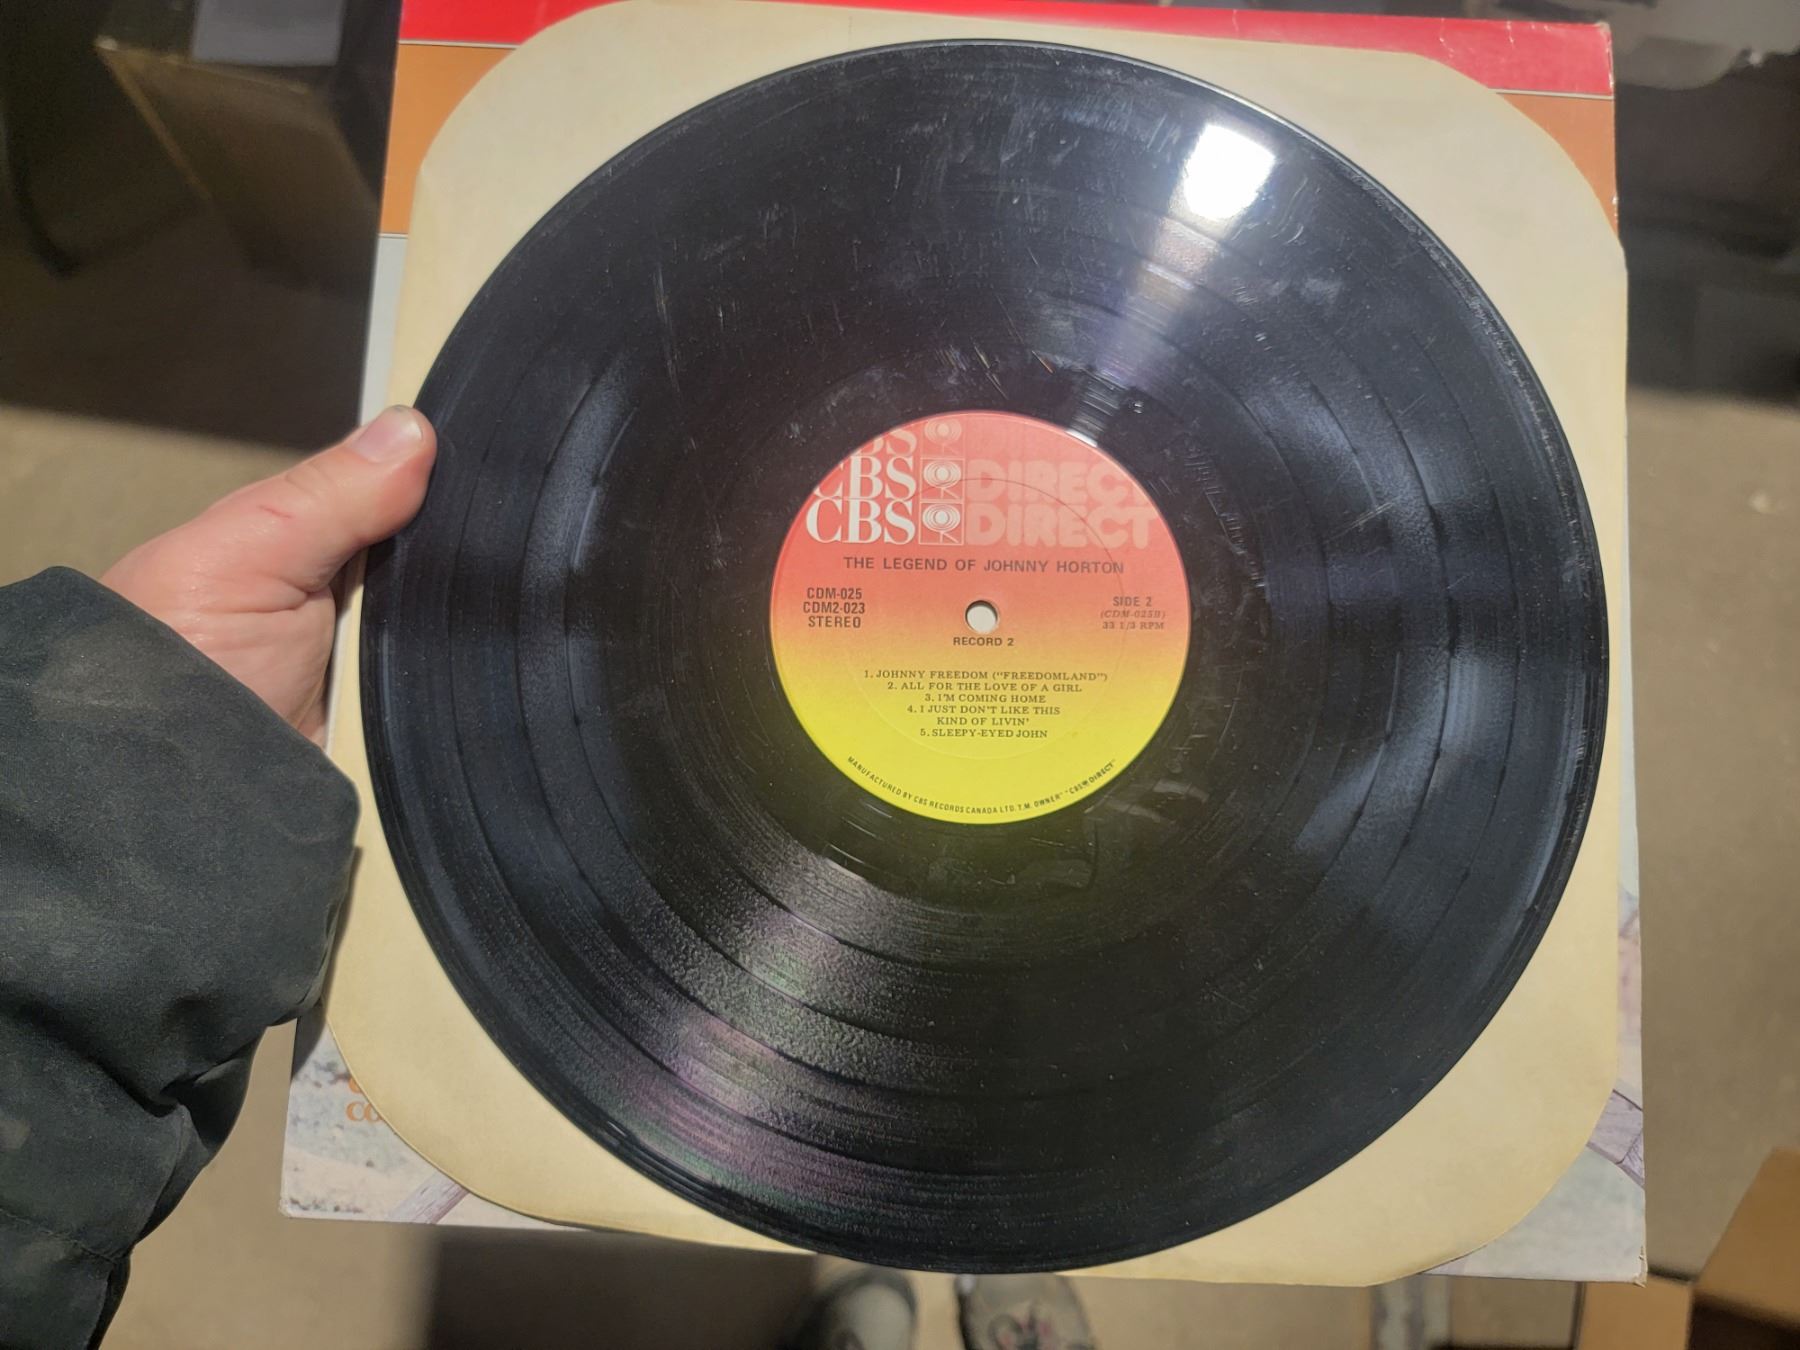 CBS
CBS DIRECT
CBS DIRECT
THE LEGEND OF JOHNNY HORTON
CDM-025
CDM2-023
STEREO
SIDE 2
(CDM-025B)
33 1/3 RPM
RECORD 2
1. JOHNNY FREEDOM ("FREEDOMLAND")
2. ALL FOR THE LOVE OF A GIRL
3. I'M COMING HOME
4. I JUST DON'T LIKE THIS
KIND OF LIVIN'
5. SLEEPY-EYED JOHN
MANUFACTURED BY CBS RECORDS CANADA LTD. T.M. OWNER" "CBS DIRECT"
CO